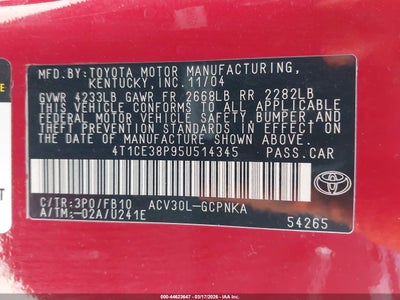 MFD.BY:TOYOTA MOTOR MANUFACTURING,
KENTUCKY,INC.11/04
GVWR 4233LB GAWR FR 2668LB RR 2282LB
THIS VEHICLE CONFORMS TO ALL APPLICABLE
FEDERAL MOTOR VEHICLE SAFETY,BUMPER,AND
THEFT PREVENTION STANDARDS IN EFFECT
ON THE DATE OF MANUFACTURE SHOWN ABOVE.
4T1CE38P95U514345 PASS.CAR
C/TR:3P0/FB10 ACV30L-GCPNKA
A/TM:-02A/U241E
TOYOTA
54265
000-44623647 - 03/17/2026 - IAAI.COM